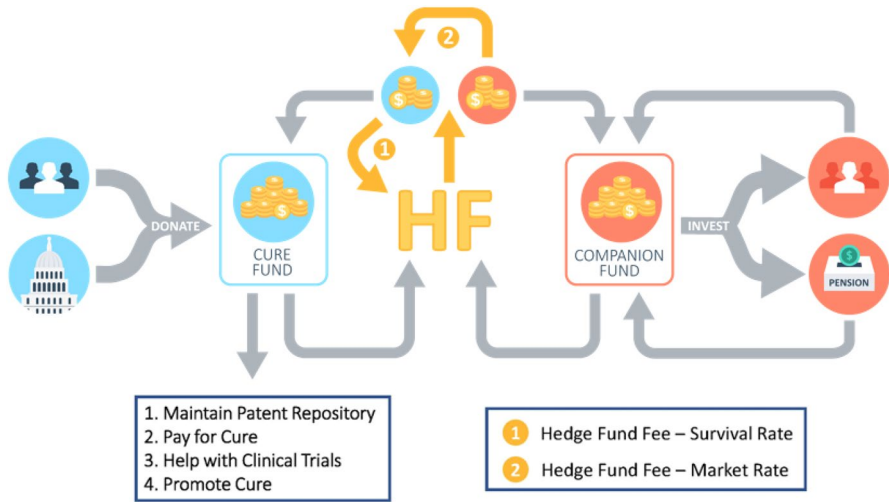 2
1
HF
DONATE
CURE
FUND
COMPANION
FUND
INVEST
PENSION
1. Maintain Patent Repository
2. Pay for Cure
3. Help with Clinical Trials
4. Promote Cure
1 Hedge Fund Fee – Survival Rate
2 Hedge Fund Fee – Market Rate
$
$
$
$
$